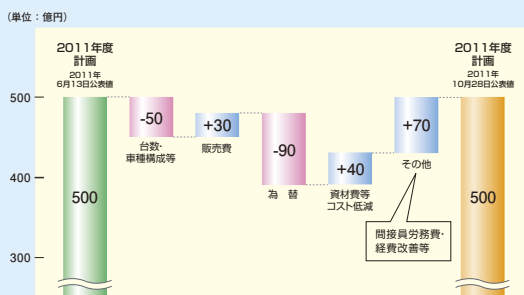 （単位：億円）
2011年度
計画
2011年
6月13日公表値
2011年度
計画
2011年
10月28日公表値
500
400
300
500
-50
台数・
車種構成等
+30
販売費
-90
為 替
+40
資材費等
コスト低減
+70
その他
間接員労務費・
経費改善等
500